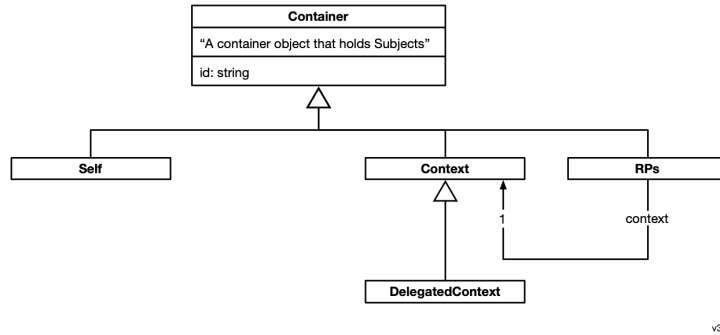 Container
“A container object that holds Subjects”
id: string
Self
Context
RPs
1
context
DelegatedContext
v3